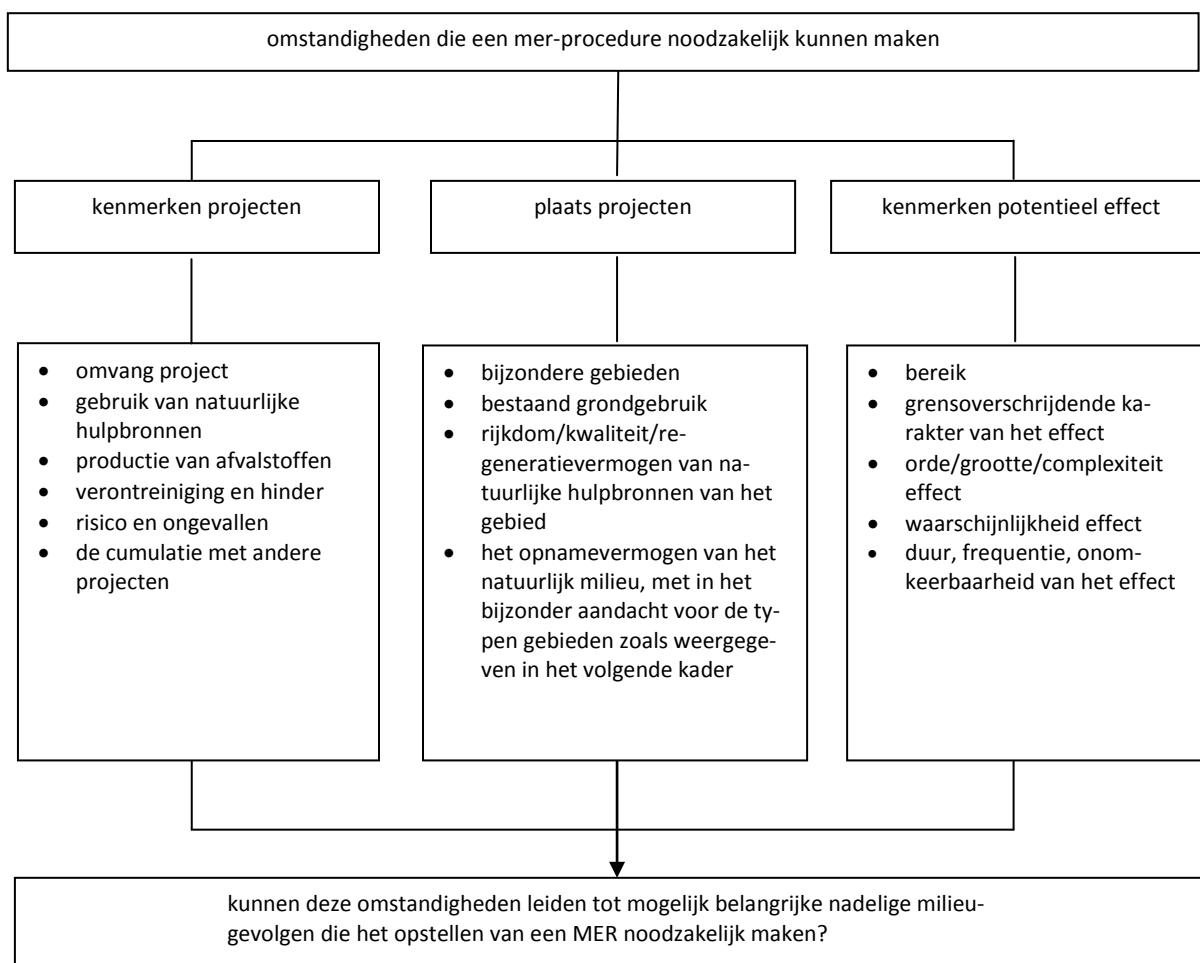 omstandigheden die een mer-procedure noodzakelijk kunnen maken
kenmerken projecten
plaats projecten
kenmerken potentieel effect
• omvang project
• gebruik van natuurlijke
hulpbronnen
• productie van afvalstoffen
• verontreiniging en hinder
• risico en ongevallen
• de cumulatie met andere
projecten
• bijzondere gebieden
• bestaand grondgebruik
• rijkdom/kwaliteit/re-
generatievermogen van na-
tuurlijke hulpbronnen van het
gebied
• het opnamevermogen van het
natuurlijk milieu, met in het
bijzonder aandacht voor de ty-
pen gebieden zoals weergege-
ven in het volgende kader
• bereik
• grensoverschrijdende ka-
rakter van het effect
• orde/grootte/complexiteit
effect
• waarschijnlijkheid effect
• duur, frequentie, onom-
keerbaarheid van het effect
kunnen deze omstandigheden leiden tot mogelijk belangrijke nadelige milieu-
gevolgen die het opstellen van een MER noodzakelijk maken?